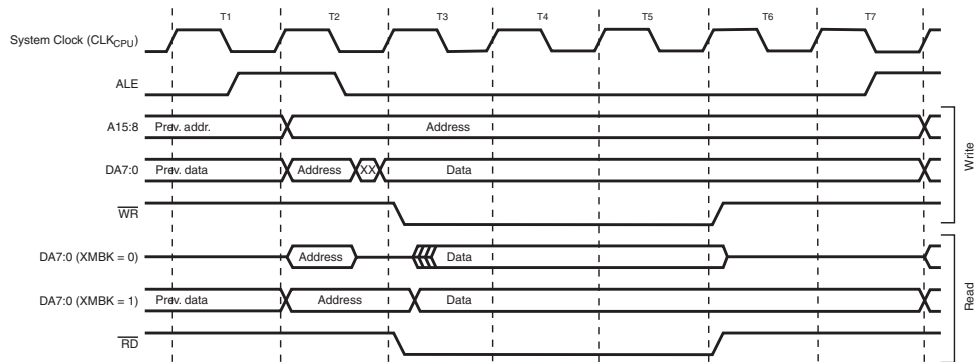 T1 T2 T3 T4 T5 T6 T7
System Clock (CLKCPU)
ALE
A15:8 Prev. addr. Address
DA7:0 Prev. data Address XX Data
WR
DA7:0 (XMBK = 0) Address Data
DA7:0 (XMBK = 1) Prev. data Address Data
RD
Write
Read